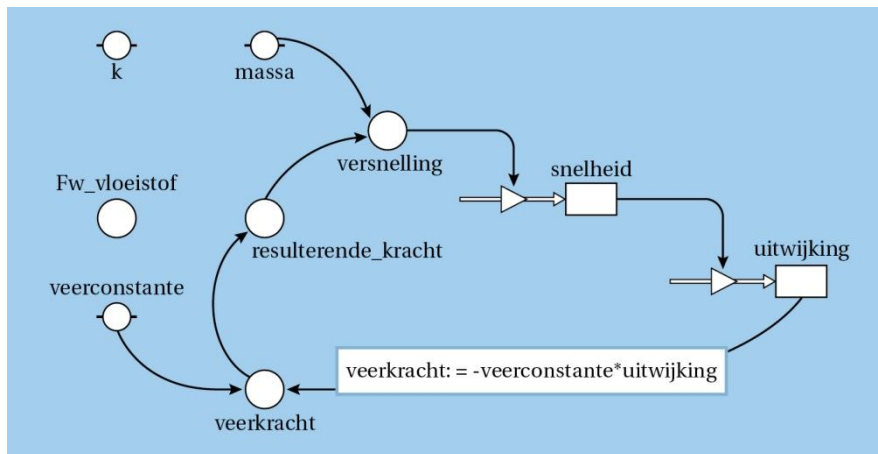 k
massa
versnelling
Fw_vloeistof
snelheid
resulterende_kracht
uitwijking
veerconstante
veerkracht: = -veerconstante*uitwijking
veerkracht